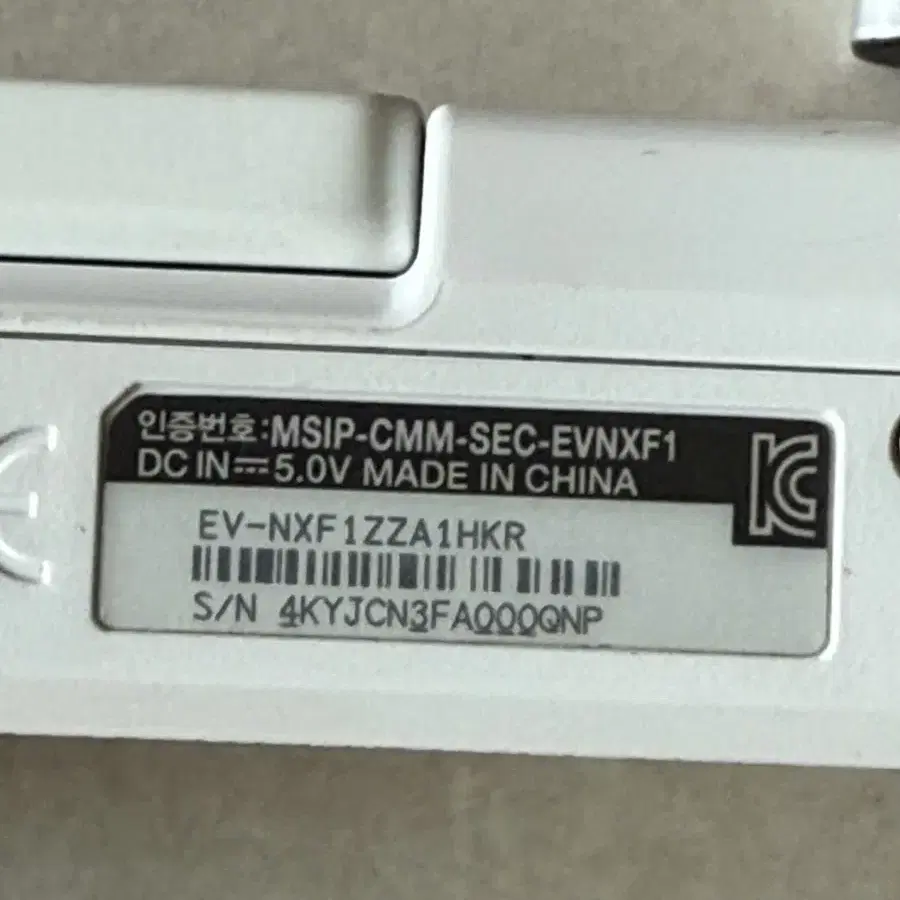 인증번호:MSIP-CMM-SEC-EVNXF1
DC IN⎓5.0V MADE IN CHINA
EV-NXF1ZZA1HKR
S/N 4KYJCN3FA000QNP